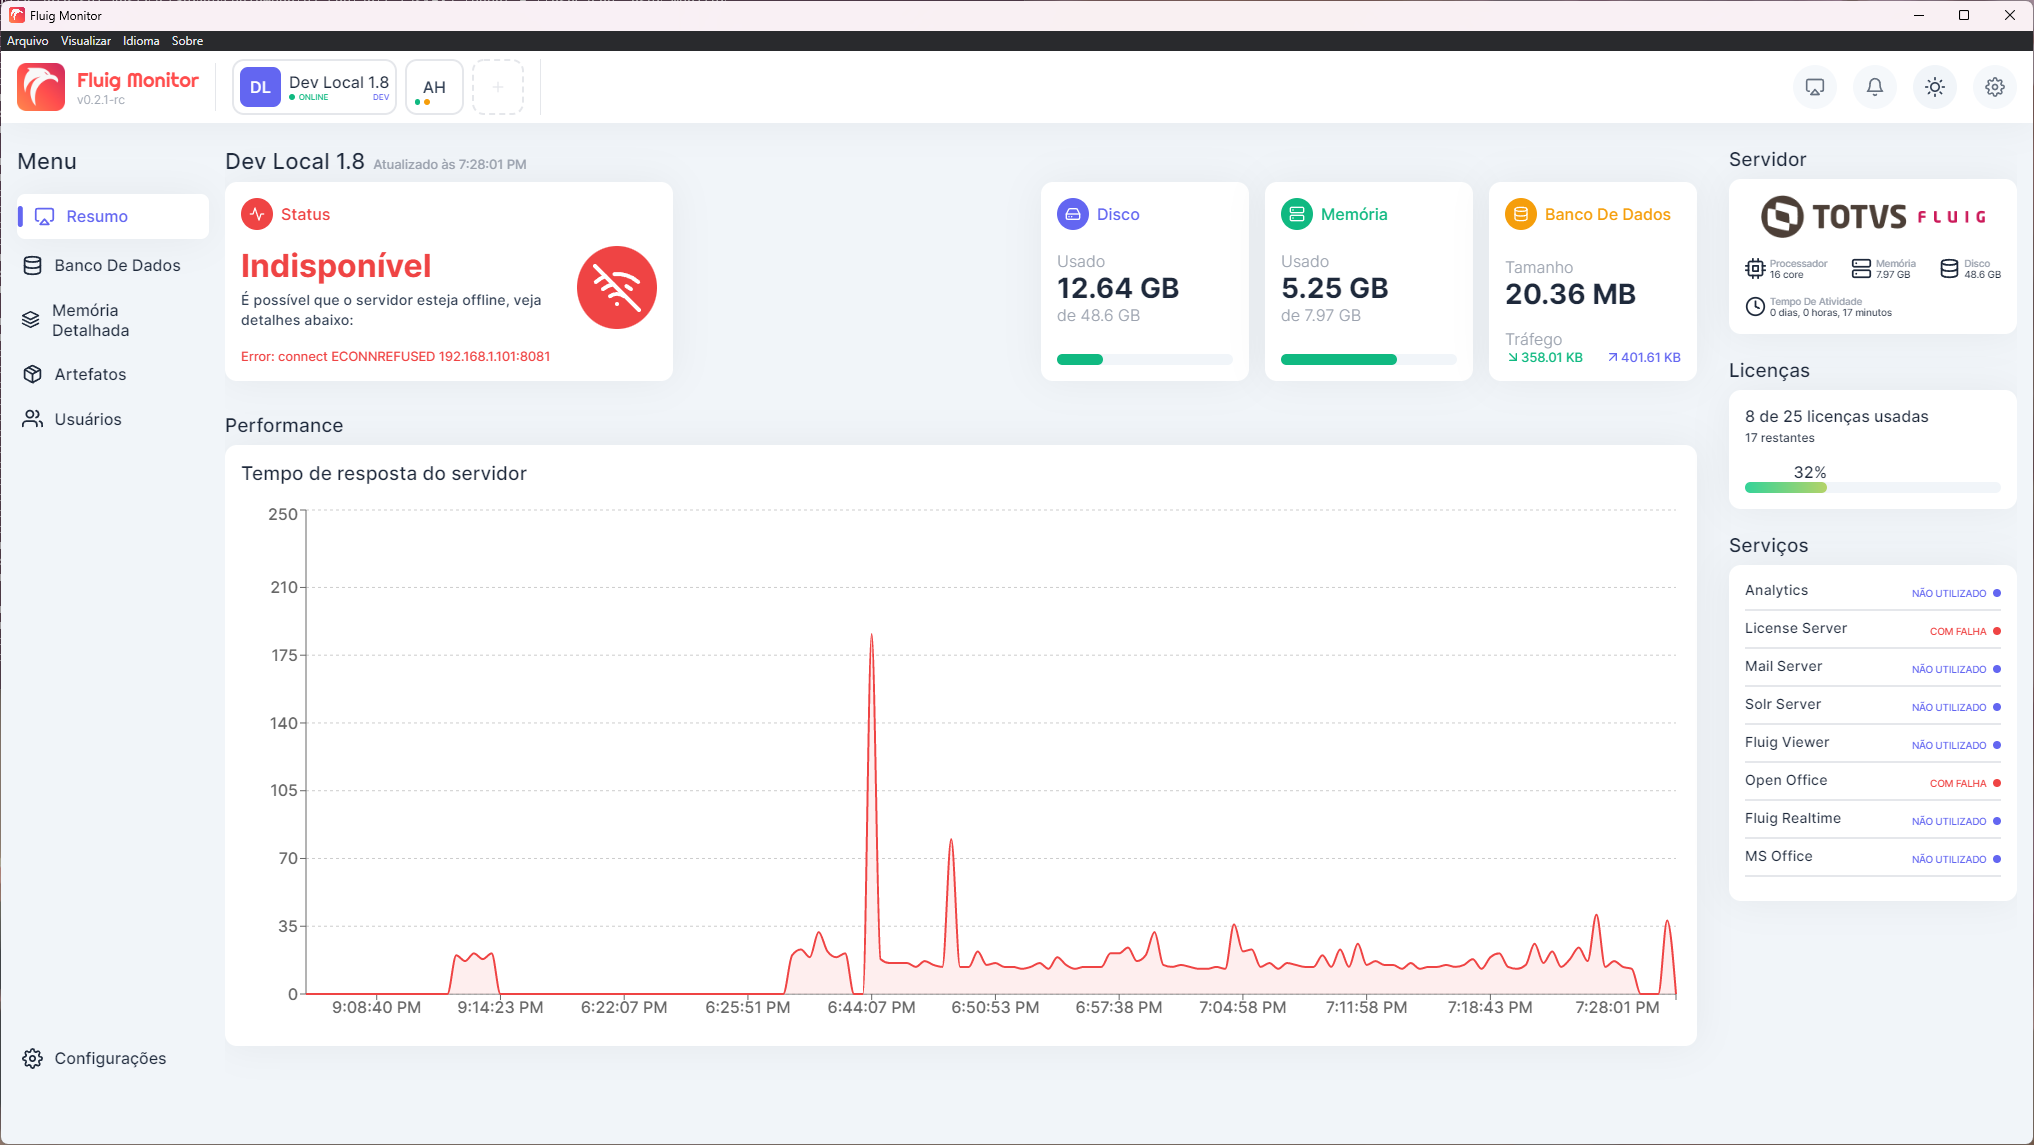 Fluig Monitor
Arquivo Visualizar Idioma Sobre
Fluig Monitor
v0.2.1-rc
DL
Dev Local 1.8
ONLINE DEV
AH
+
Menu
Resumo
Banco De Dados
Memória
Detalhada
Artefatos
Usuários
Configurações
Dev Local 1.8 Atualizado às 7:28:01 PM
Status
Indisponível
É possível que o servidor esteja offline, veja
detalhes abaixo:
Error: connect ECONNREFUSED 192.168.1.101:8081
Disco
Usado
12.64 GB
de 48.6 GB
Memória
Usado
5.25 GB
de 7.97 GB
Banco De Dados
Tamanho
20.36 MB
Tráfego
358.01 KB 401.61 KB
Performance
Tempo de resposta do servidor
250
210
175
140
105
70
35
0
9:08:40 PM 9:14:23 PM 6:22:07 PM 6:25:51 PM 6:44:07 PM 6:50:53 PM 6:57:38 PM 7:04:58 PM 7:11:58 PM 7:18:43 PM 7:28:01 PM
Servidor
TOTVS FLUIG
Processador
16 core
Memória
7.97 GB
Disco
48.6 GB
Tempo De Atividade
0 dias, 0 horas, 17 minutos
Licenças
8 de 25 licenças usadas
17 restantes
32%
Serviços
Analytics NÃO UTILIZADO
License Server COM FALHA
Mail Server NÃO UTILIZADO
Solr Server NÃO UTILIZADO
Fluig Viewer NÃO UTILIZADO
Open Office COM FALHA
Fluig Realtime NÃO UTILIZADO
MS Office NÃO UTILIZADO